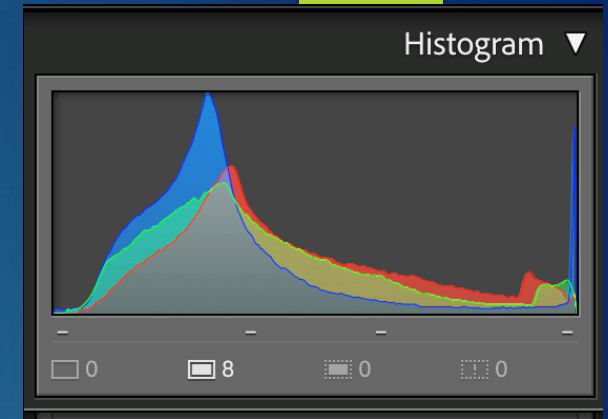 Histogram ▼
– – – –
0 8 0 0